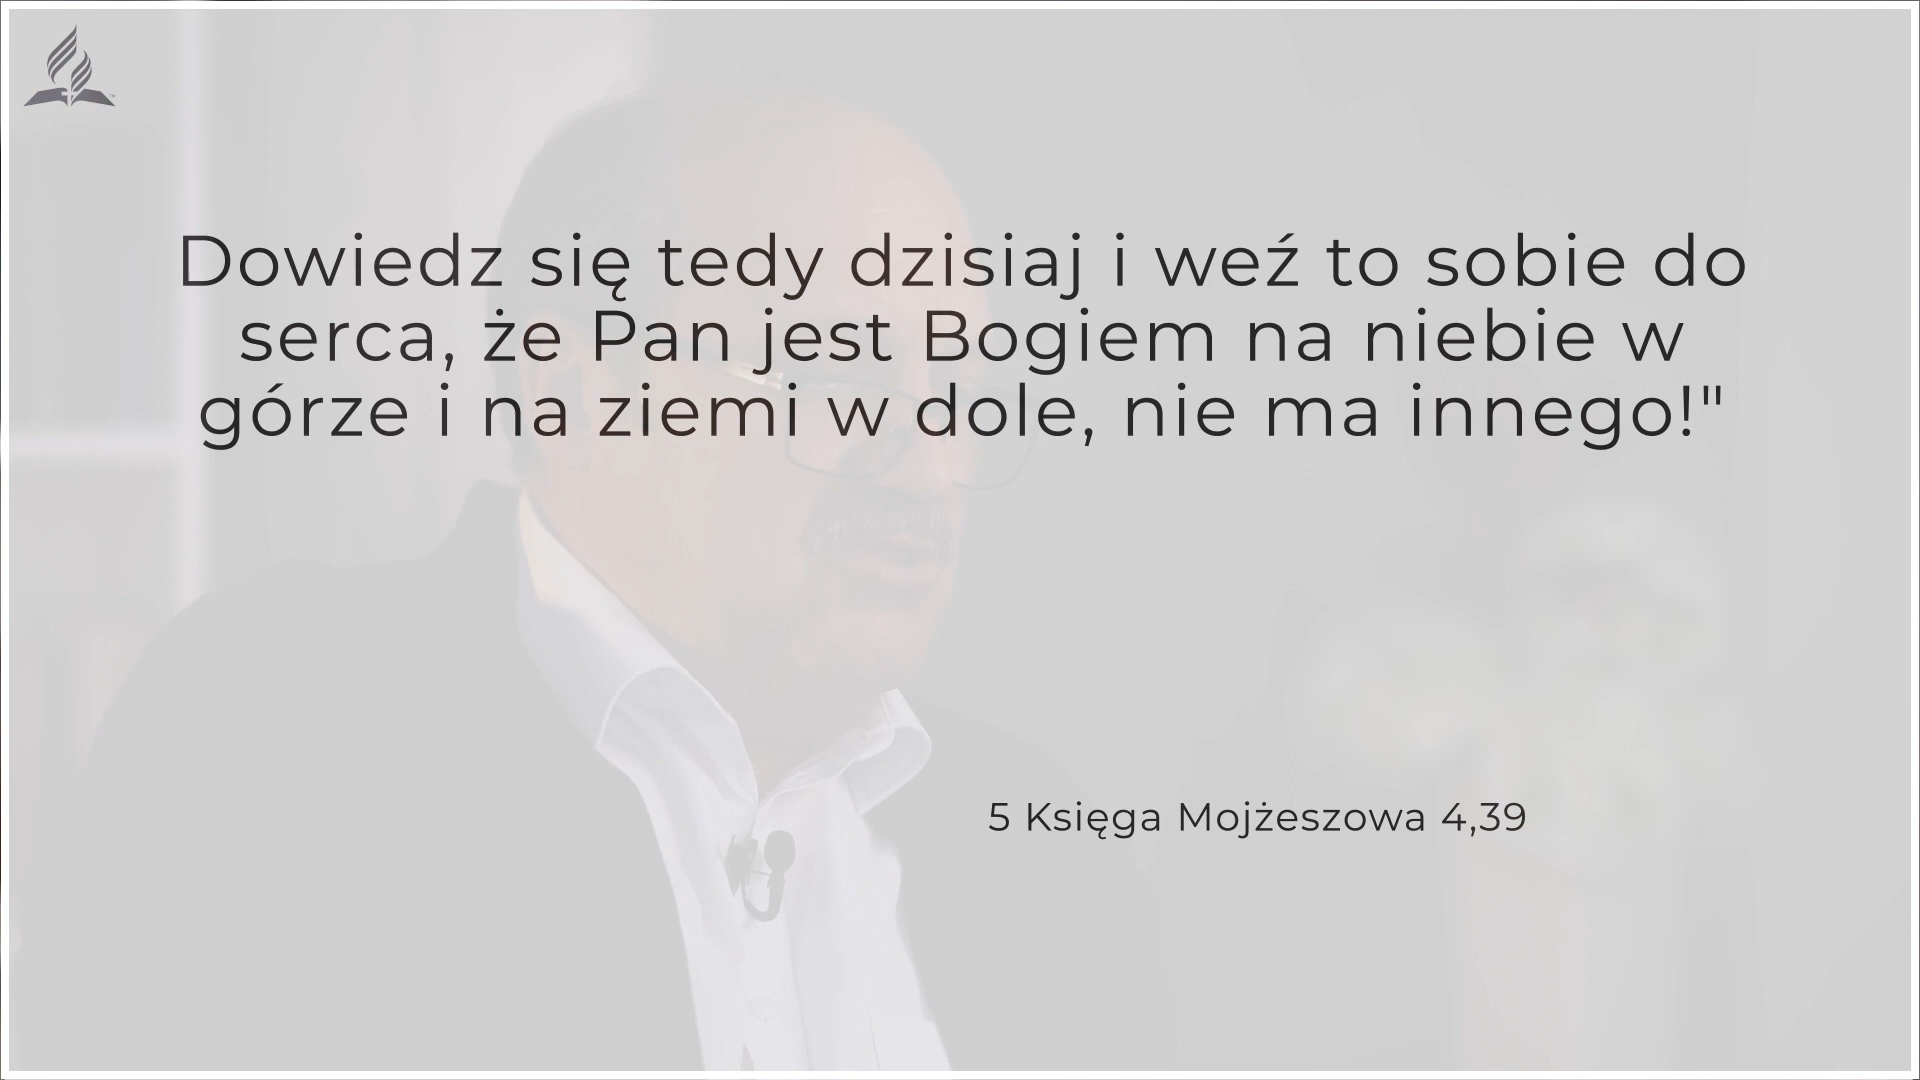 Dowiedz się tedy dzisiaj i weź to sobie do
serca, że Pan jest Bogiem na niebie w
górze i na ziemi w dole, nie ma innego!"
5 Księga Mojżeszowa 4,39